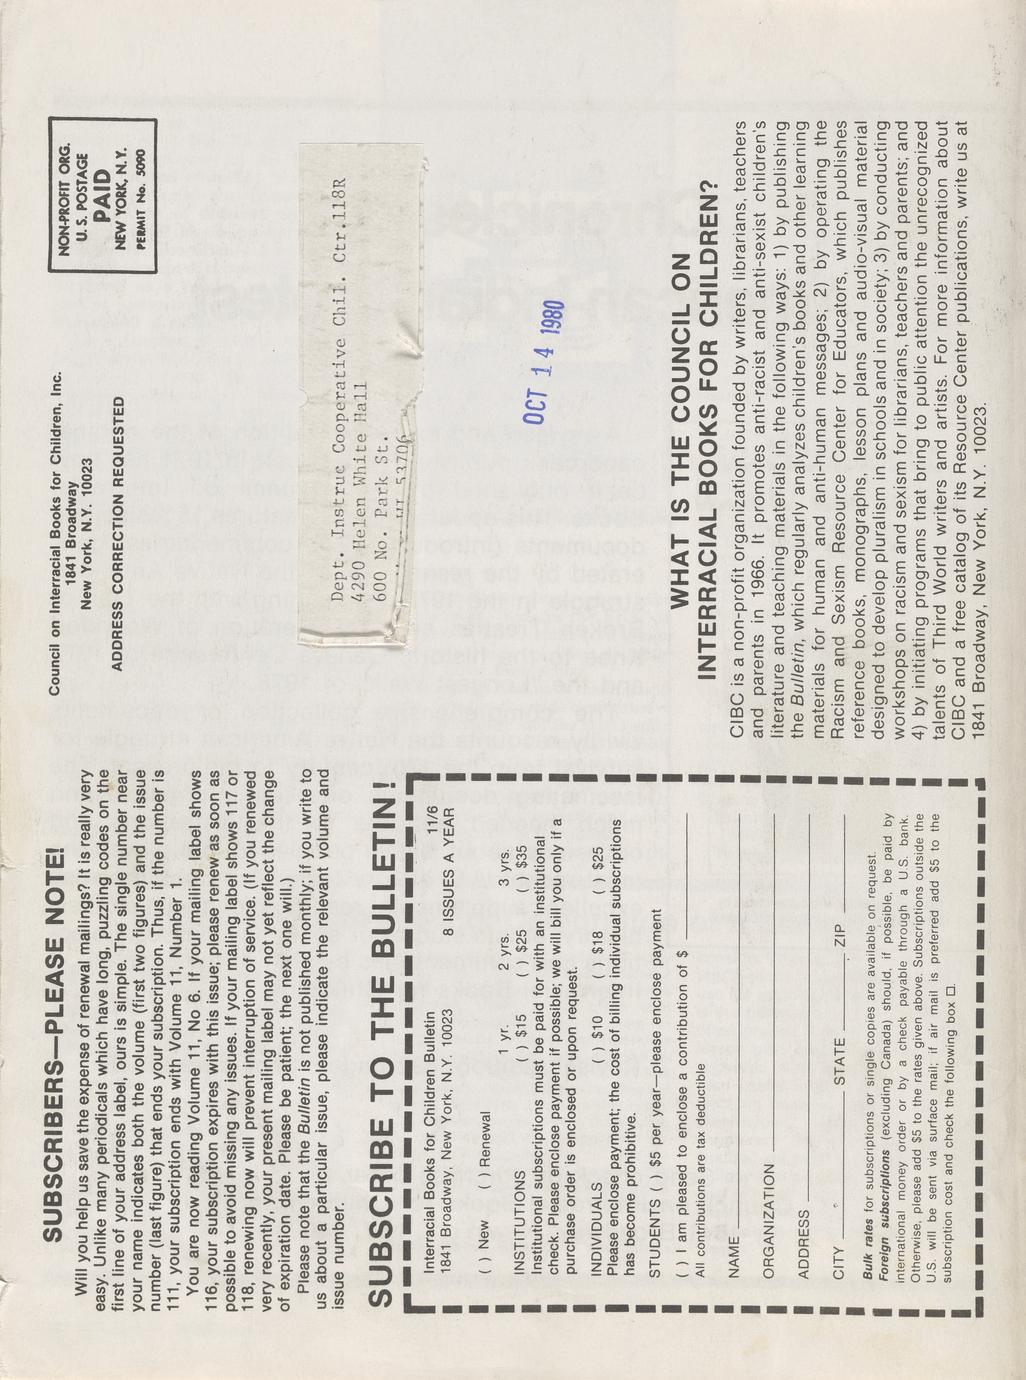 SUBSCRIBERS—PLEASE NOTE!
Will you help us save the expense of renewal mailings? It is really very
easy. Unlike many periodicals which have long, puzzling codes on the
first line of your address label, ours is simple. The single number near
your name indicates both the volume (first two figures) and the issue
number (last figure) that ends your subscription. Thus, if the number is
111, your subscription ends with Volume 11, Number 1.
You are now reading Volume 11, No 6. If your mailing label shows
116, your subscription expires with this issue; please renew as soon as
possible to avoid missing any issues. If your mailing label shows 117 or
118, renewing now will prevent interruption of service. (If you renewed
very recently, your present mailing label may not yet reflect the change
of expiration date. Please be patient; the next one will.)
Please note that the Bulletin is not published monthly; if you write to
us about a particular issue, please indicate the relevant volume and
issue number.
SUBSCRIBE TO THE BULLETIN!
Interracial Books for Children Bulletin 11/6
1841 Broadway, New York, N.Y. 10023 8 ISSUES A YEAR
( ) New ( ) Renewal
1 yr. 2 yrs. 3 yrs.
INSTITUTIONS ( ) $15 ( ) $25 ( ) $35
Institutional subscriptions must be paid for with an institutional
check. Please enclose payment if possible; we will bill you only if a
purchase order is enclosed or upon request.
INDIVIDUALS ( ) $10 ( ) $18 ( ) $25
Please enclose payment; the cost of billing individual subscriptions
has become prohibitive.
STUDENTS ( ) $5 per year—please enclose payment
( ) I am pleased to enclose a contribution of $
All contributions are tax deductible
NAME
ORGANIZATION
ADDRESS
CITY STATE ZIP
Bulk rates for subscriptions or single copies are available on request.
Foreign subscriptions (excluding Canada) should, if possible, be paid by
international money order or by a check payable through a U.S. bank.
Otherwise, please add $5 to the rates given above. Subscriptions outside the
U.S. will be sent via surface mail; if air mail is preferred add $5 to the
subscription cost and check the following box □.
Council on Interracial Books for Children, Inc.
1841 Broadway
New York, N.Y. 10023
ADDRESS CORRECTION REQUESTED
NON-PROFIT ORG.
U.S. POSTAGE
PAID
NEW YORK, N.Y.
PERMIT No. 5090
Dept. Instruc Cooperative Chil. Ctr.118R
4290 Helen White Hall
600 No. Park St.
WI 53706
OCT 14 1980
WHAT IS THE COUNCIL ON
INTERRACIAL BOOKS FOR CHILDREN?
CIBC is a non-profit organization founded by writers, librarians, teachers
and parents in 1966. It promotes anti-racist and anti-sexist children's
literature and teaching materials in the following ways: 1) by publishing
the Bulletin, which regularly analyzes children's books and other learning
materials for human and anti-human messages; 2) by operating the
Racism and Sexism Resource Center for Educators, which publishes
reference books, monographs, lesson plans and audio-visual material
designed to develop pluralism in schools and in society; 3) by conducting
workshops on racism and sexism for librarians, teachers and parents; and
4) by initiating programs that bring to public attention the unrecognized
talents of Third World writers and artists. For more information about
CIBC and a free catalog of its Resource Center publications, write us at
1841 Broadway, New York, N.Y. 10023.